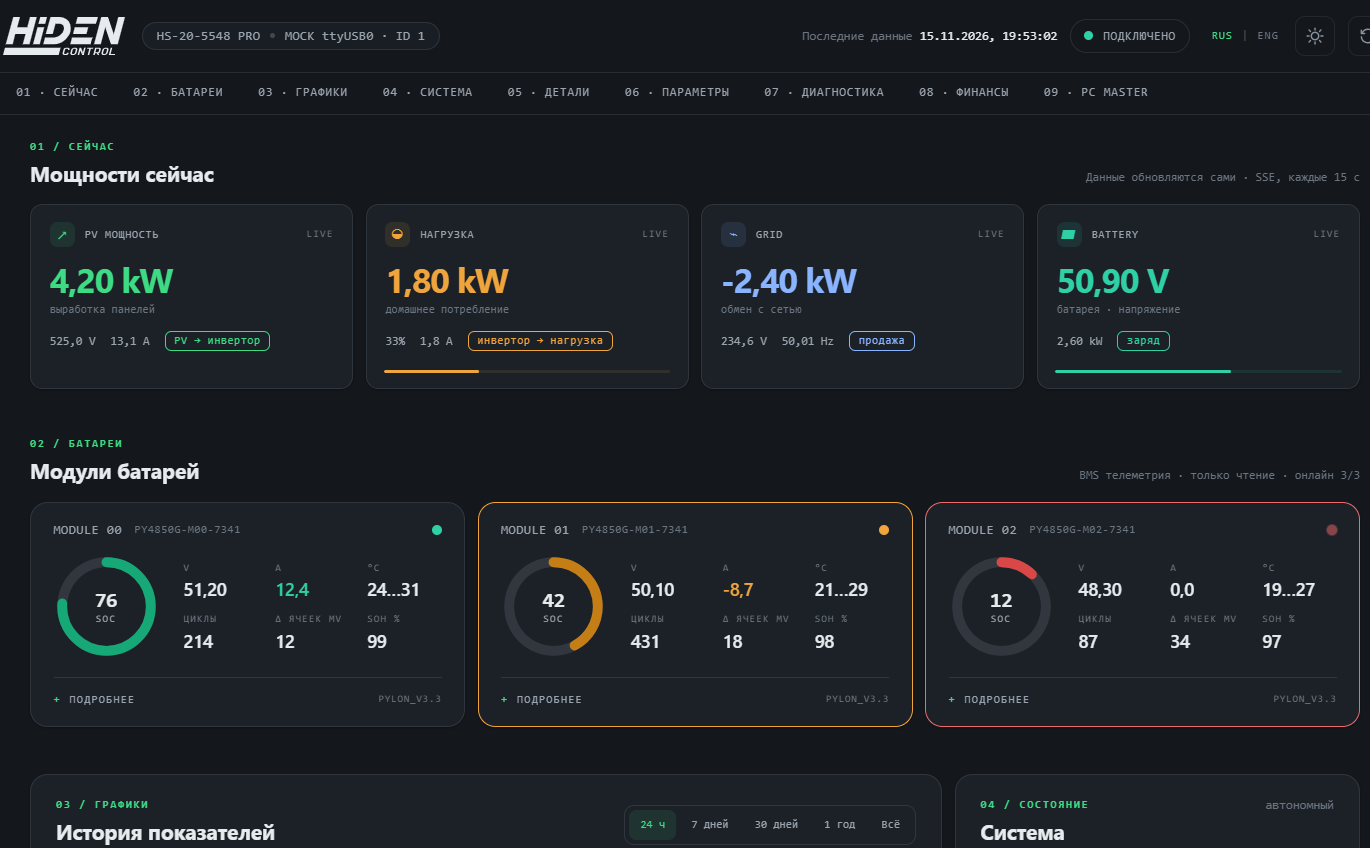 HiDEN
CONTROL
HS-20-5548 PRO • MOCK ttyUSB0 · ID 1
Последние данные 15.11.2026, 19:53:02
ПОДКЛЮЧЕНО
RUS | ENG
01 · СЕЙЧАС
02 · БАТАРЕИ
03 · ГРАФИКИ
04 · СИСТЕМА
05 · ДЕТАЛИ
06 · ПАРАМЕТРЫ
07 · ДИАГНОСТИКА
08 · ФИНАНСЫ
09 · PC MASTER
01 / СЕЙЧАС
Мощности сейчас
Данные обновляются сами · SSE, каждые 15 с
PV МОЩНОСТЬ
LIVE
4,20 kW
выработка панелей
525,0 V 13,1 A PV → инвертор
НАГРУЗКА
LIVE
1,80 kW
домашнее потребление
33% 1,8 A инвертор → нагрузка
GRID
LIVE
-2,40 kW
обмен с сетью
234,6 V 50,01 Hz продажа
BATTERY
LIVE
50,90 V
батарея · напряжение
2,60 kW заряд
02 / БАТАРЕИ
Модули батарей
BMS телеметрия · только чтение · онлайн 3/3
MODULE 00 PY4850G-M00-7341
76
SOC
V A °C
51,20 12,4 24…31
ЦИКЛЫ Δ ЯЧЕЕК MV SOH %
214 12 99
+ ПОДРОБНЕЕ
PYLON_V3.3
MODULE 01 PY4850G-M01-7341
42
SOC
V A °C
50,10 -8,7 21…29
ЦИКЛЫ Δ ЯЧЕЕК MV SOH %
431 18 98
+ ПОДРОБНЕЕ
PYLON_V3.3
MODULE 02 PY4850G-M02-7341
12
SOC
V A °C
48,30 0,0 19…27
ЦИКЛЫ Δ ЯЧЕЕК MV SOH %
87 34 97
+ ПОДРОБНЕЕ
PYLON_V3.3
03 / ГРАФИКИ
История показателей
24 ч 7 дней 30 дней 1 год Всё
04 / СОСТОЯНИЕ
Система
автономный